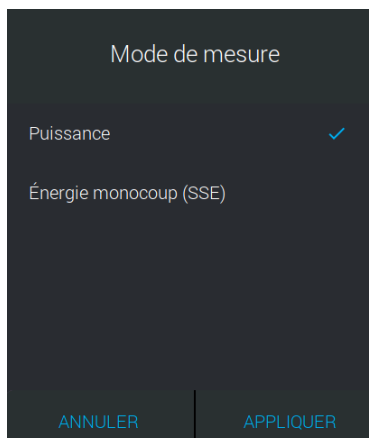 Mode de mesure
Puissance
Énergie monocoup (SSE)
ANNULER APPLIQUER